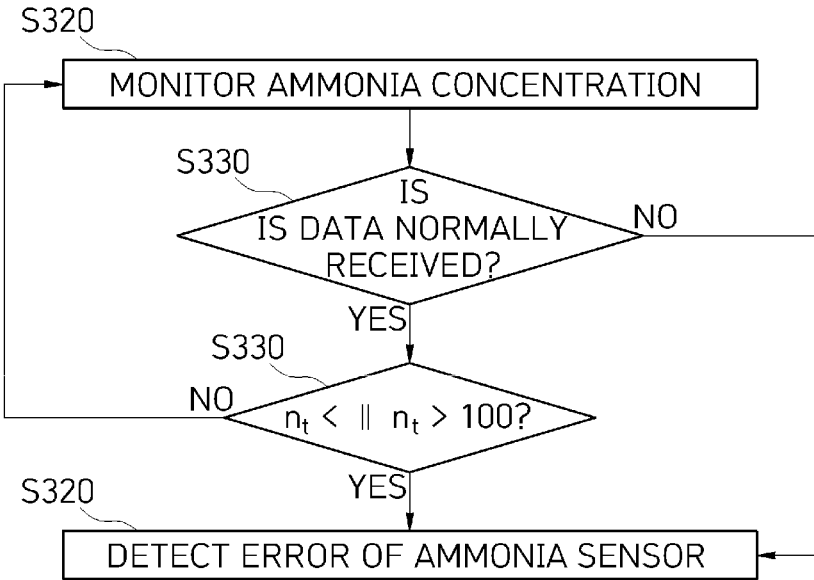 S320
MONITOR AMMONIA CONCENTRATION
S330
IS
IS DATA NORMALLY
RECEIVED?
NO
YES
S330
NO
nₜ < || nₜ > 100?
YES
S320
DETECT ERROR OF AMMONIA SENSOR